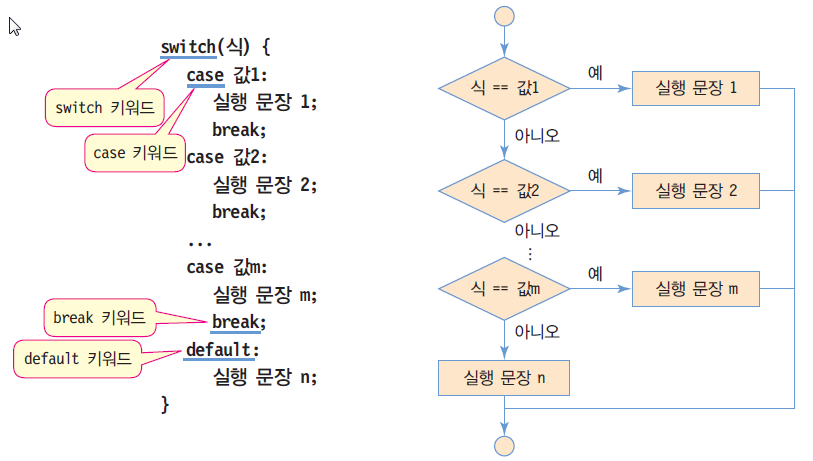 switch(식) {
case 값1:
실행 문장 1;
break;
case 값2:
실행 문장 2;
break;
...
case 값m:
실행 문장 m;
break;
default:
실행 문장 n;
}
switch 키워드
case 키워드
break 키워드
default 키워드
식 == 값1
예
실행 문장 1
아니오
식 == 값2
예
실행 문장 2
아니오
⋮
식 == 값m
예
실행 문장 m
아니오
실행 문장 n